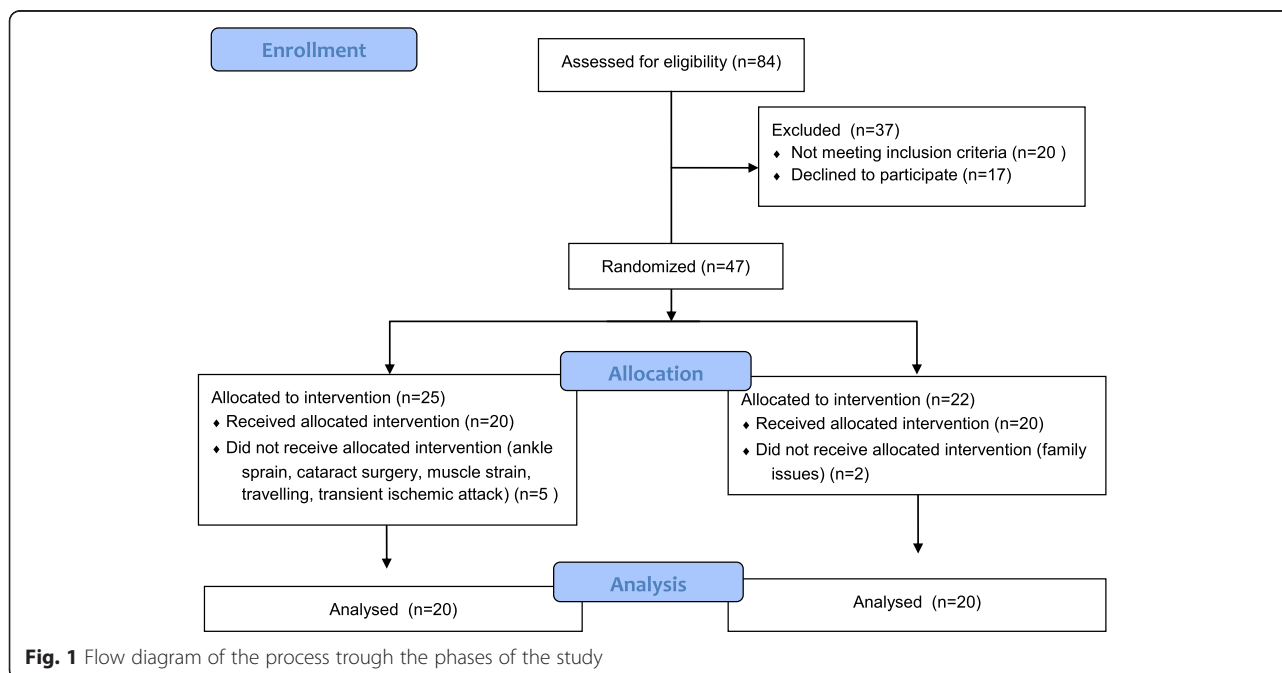 Enrollment
Assessed for eligibility (n=84)
Excluded (n=37)
♦ Not meeting inclusion criteria (n=20 )
♦ Declined to participate (n=17)
Randomized (n=47)
Allocation
Allocated to intervention (n=25)
♦ Received allocated intervention (n=20)
♦ Did not receive allocated intervention (ankle
sprain, cataract surgery, muscle strain,
travelling, transient ischemic attack) (n=5 )
Allocated to intervention (n=22)
♦ Received allocated intervention (n=20)
♦ Did not receive allocated intervention (family
issues) (n=2)
Analysis
Analysed (n=20)
Analysed (n=20)
Fig. 1 Flow diagram of the process trough the phases of the study